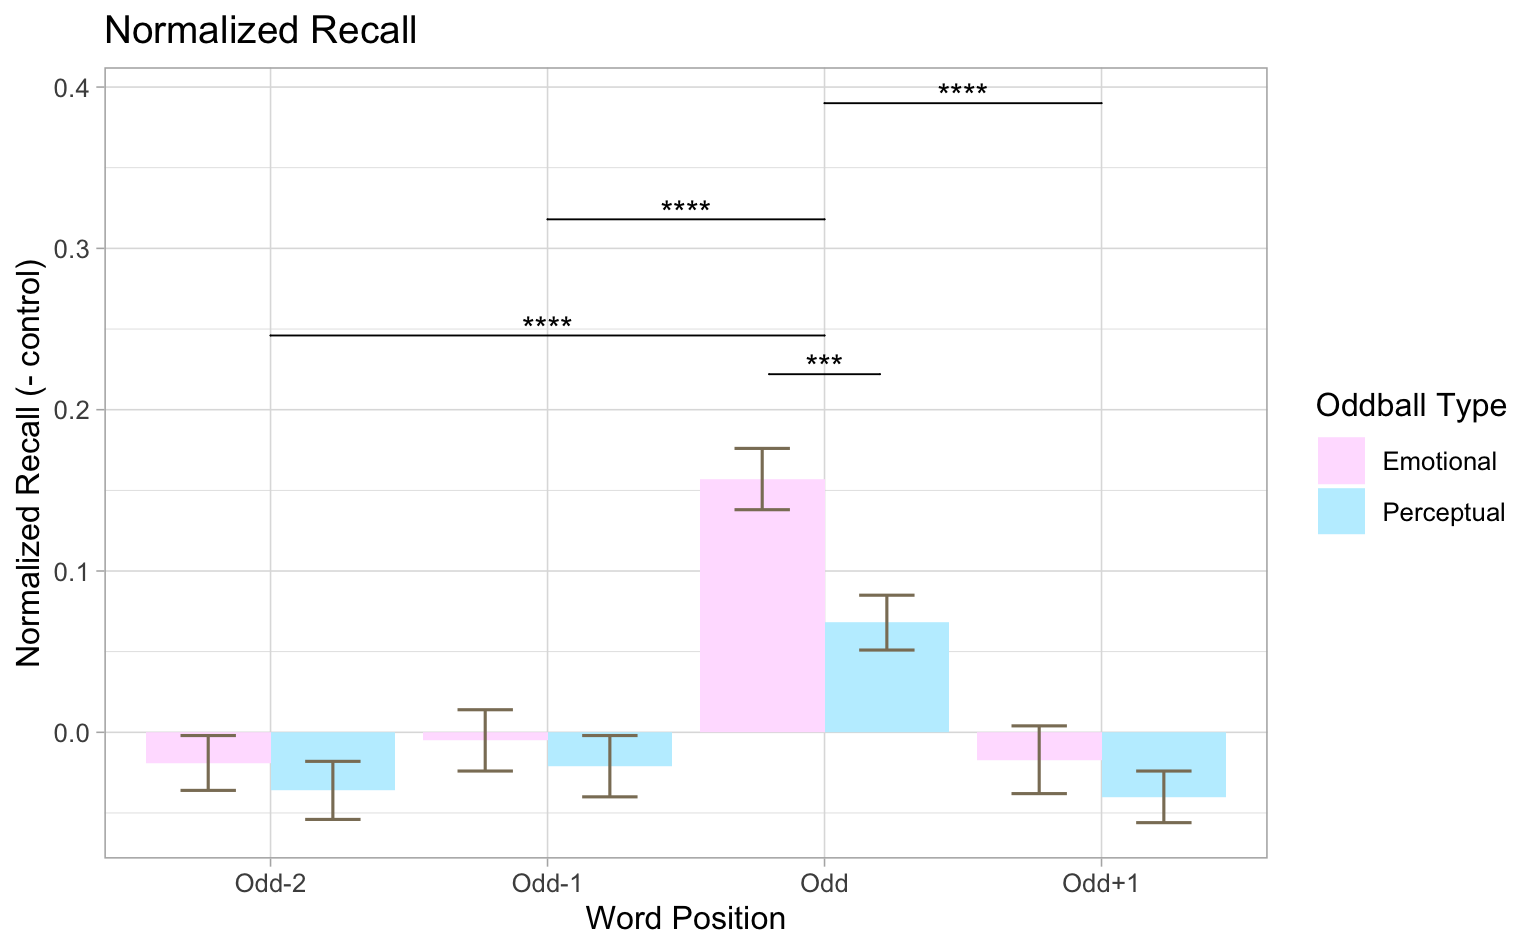 Normalized Recall
Normalized Recall (- control)
0.4
0.3
0.2
0.1
0.0
****
****
****
***
Odd-2
Odd-1
Odd
Odd+1
Word Position
Oddball Type
Emotional
Perceptual